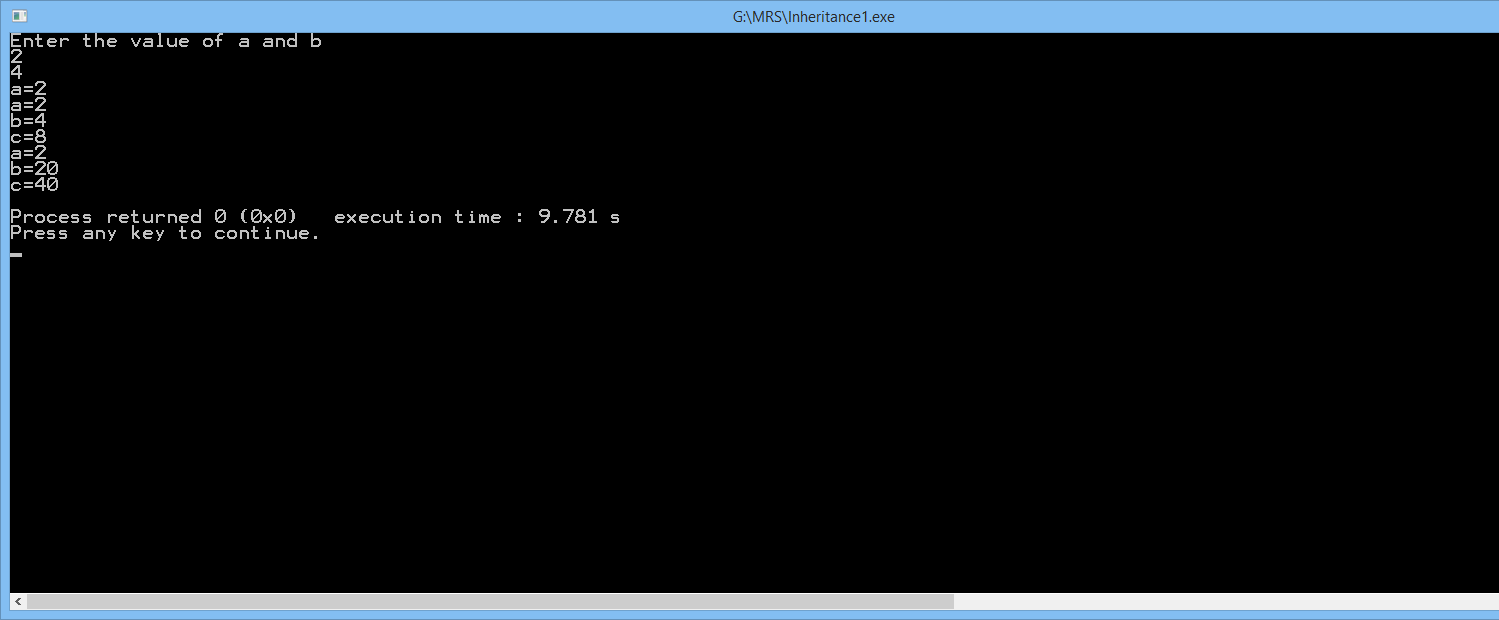 G:\MRS\Inheritance1.exe
Enter the value of a and b
2
4
a=2
a=2
b=4
c=8
a=2
b=20
c=40
Process returned 0 (0x0)   execution time : 9.781 s
Press any key to continue.